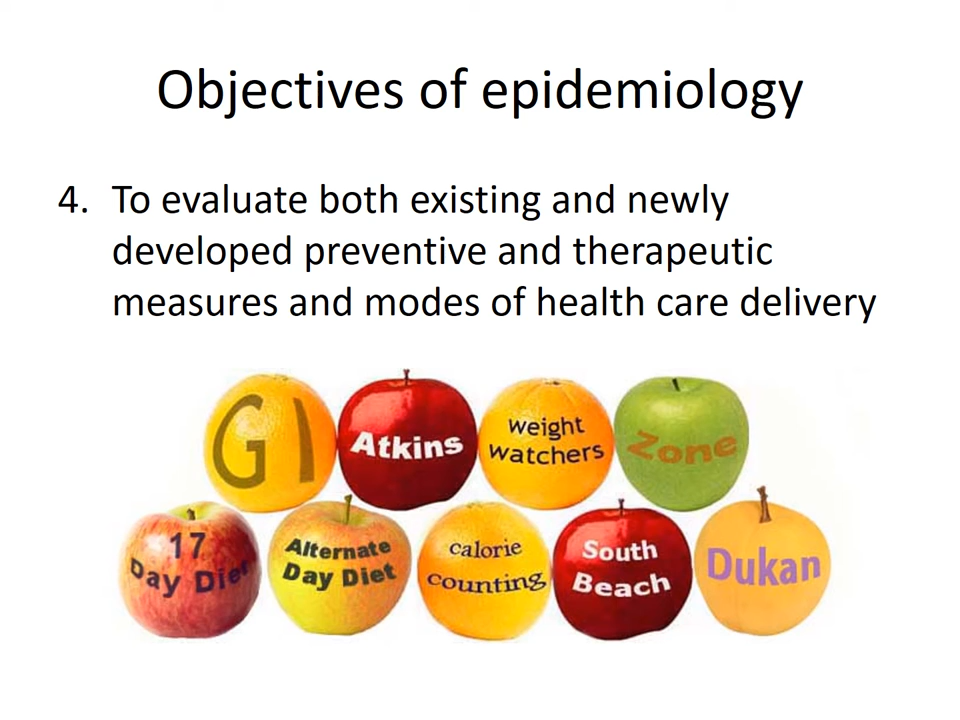 Objectives of epidemiology
4. To evaluate both existing and newly
developed preventive and therapeutic
measures and modes of health care delivery
GI
Atkins
weight
watchers
Zone
17
Day Diet
Alternate
Day Diet
calorie
counting
South
Beach
Dukan